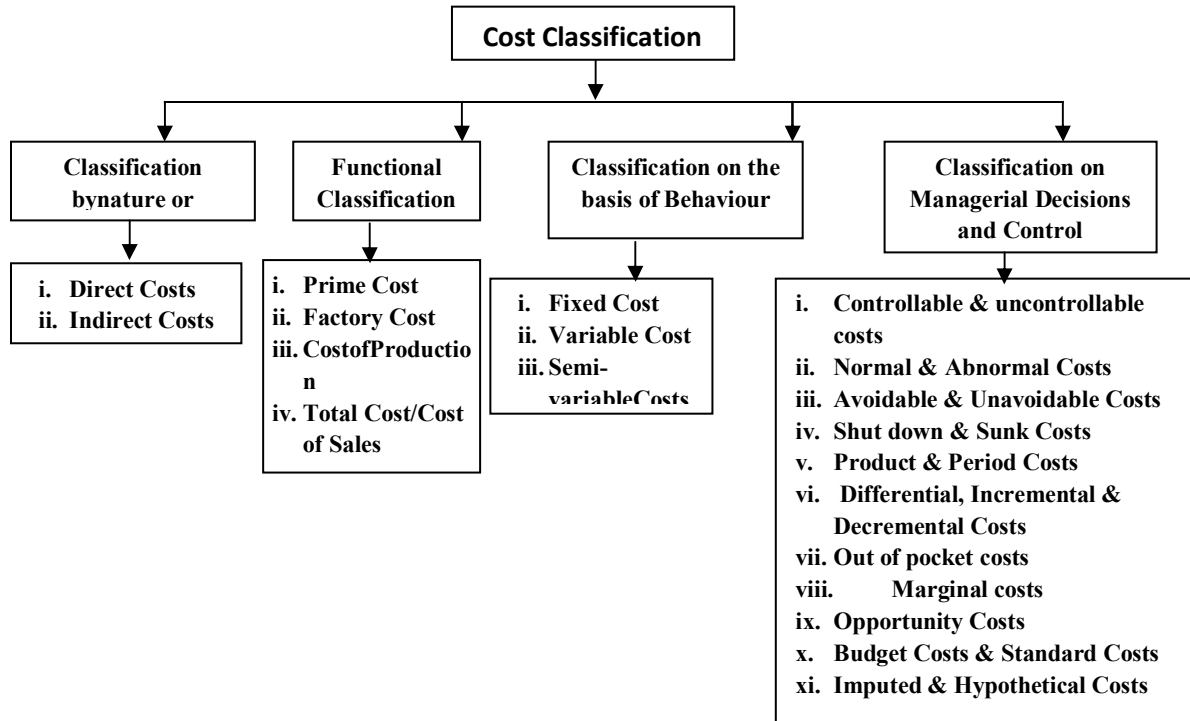 Cost Classification
Classification
bynature or
Functional
Classification
Classification on the
basis of Behaviour
Classification on
Managerial Decisions
and Control
i. Direct Costs
ii. Indirect Costs
i. Prime Cost
ii. Factory Cost
iii. CostofProductio
n
iv. Total Cost/Cost
of Sales
i. Fixed Cost
ii. Variable Cost
iii. Semi-
variableCosts
i. Controllable & uncontrollable
costs
ii. Normal & Abnormal Costs
iii. Avoidable & Unavoidable Costs
iv. Shut down & Sunk Costs
v. Product & Period Costs
vi. Differential, Incremental &
Decremental Costs
vii. Out of pocket costs
viii. Marginal costs
ix. Opportunity Costs
x. Budget Costs & Standard Costs
xi. Imputed & Hypothetical Costs